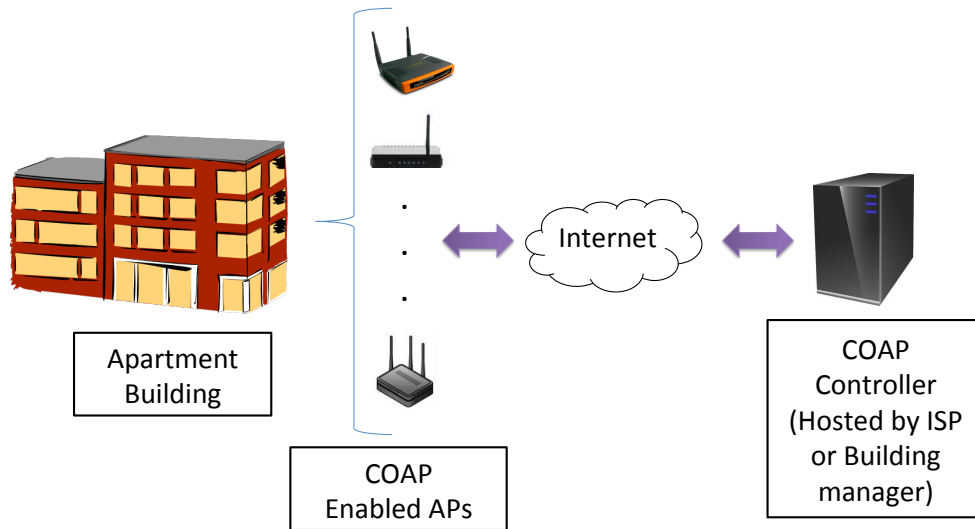 Internet
Apartment
Building
COAP
Enabled APs
COAP
Controller
(Hosted by ISP
or Building
manager)